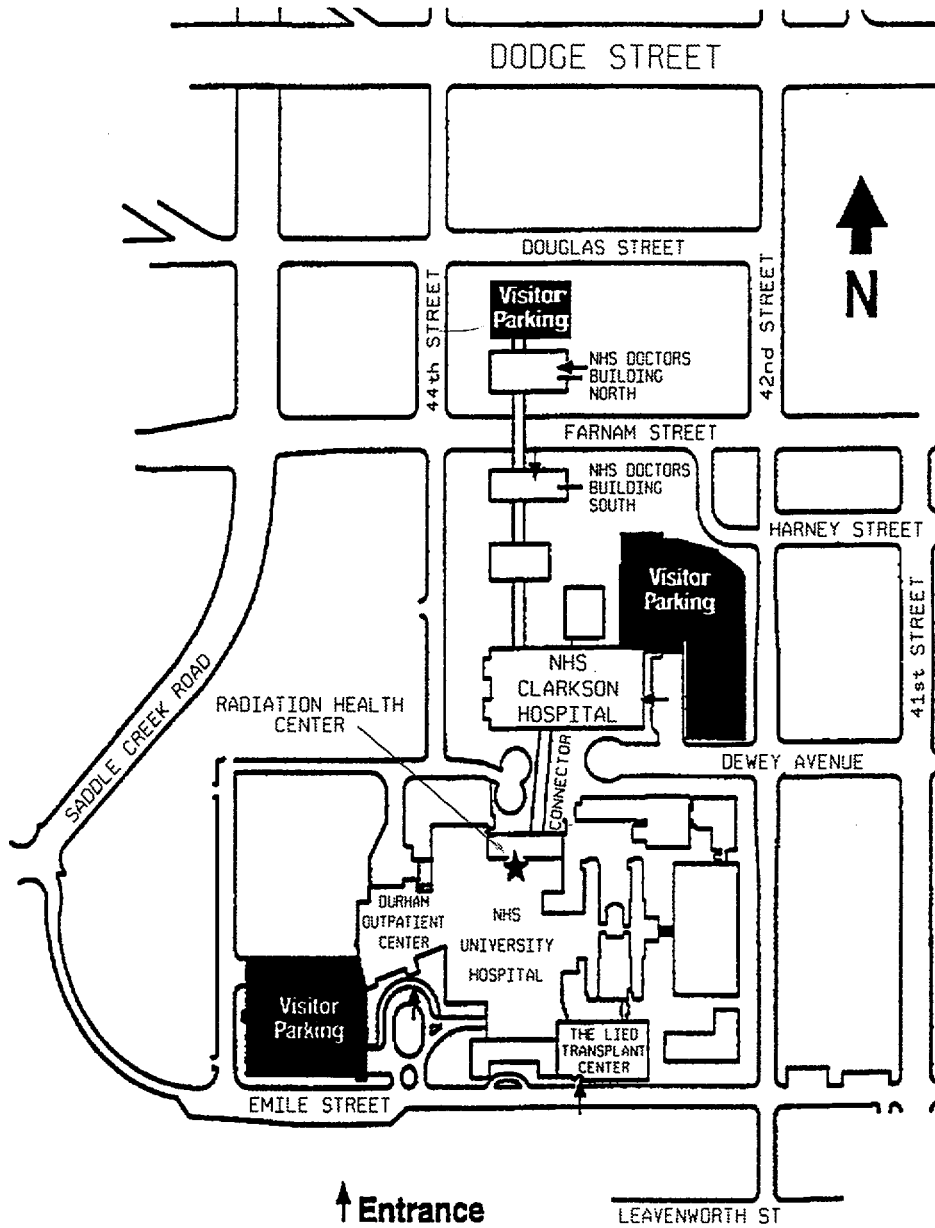 DODGE STREET
DOUGLAS STREET
44th STREET
42nd STREET
N
Visitor
Parking
NHS DOCTORS
BUILDING
NORTH
FARNAM STREET
NHS DOCTORS
BUILDING
SOUTH
HARNEY STREET
Visitor
Parking
41st STREET
NHS
CLARKSON
HOSPITAL
SADDLE CREEK ROAD
RADIATION HEALTH
CENTER
CONNECTOR
DEWEY AVENUE
DURHAM
OUTPATIENT
CENTER
NHS
UNIVERSITY
HOSPITAL
Visitor
Parking
THE LIED
TRANSPLANT
CENTER
EMILE STREET
Entrance
LEAVENWORTH ST